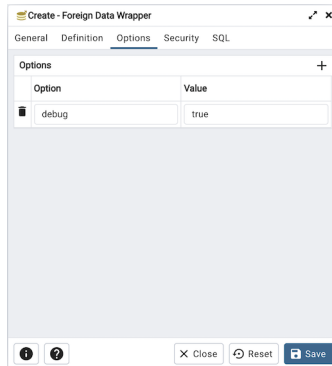 Create - Foreign Data Wrapper
General Definition Options Security SQL
Options
Option Value
debug true
Close Reset Save